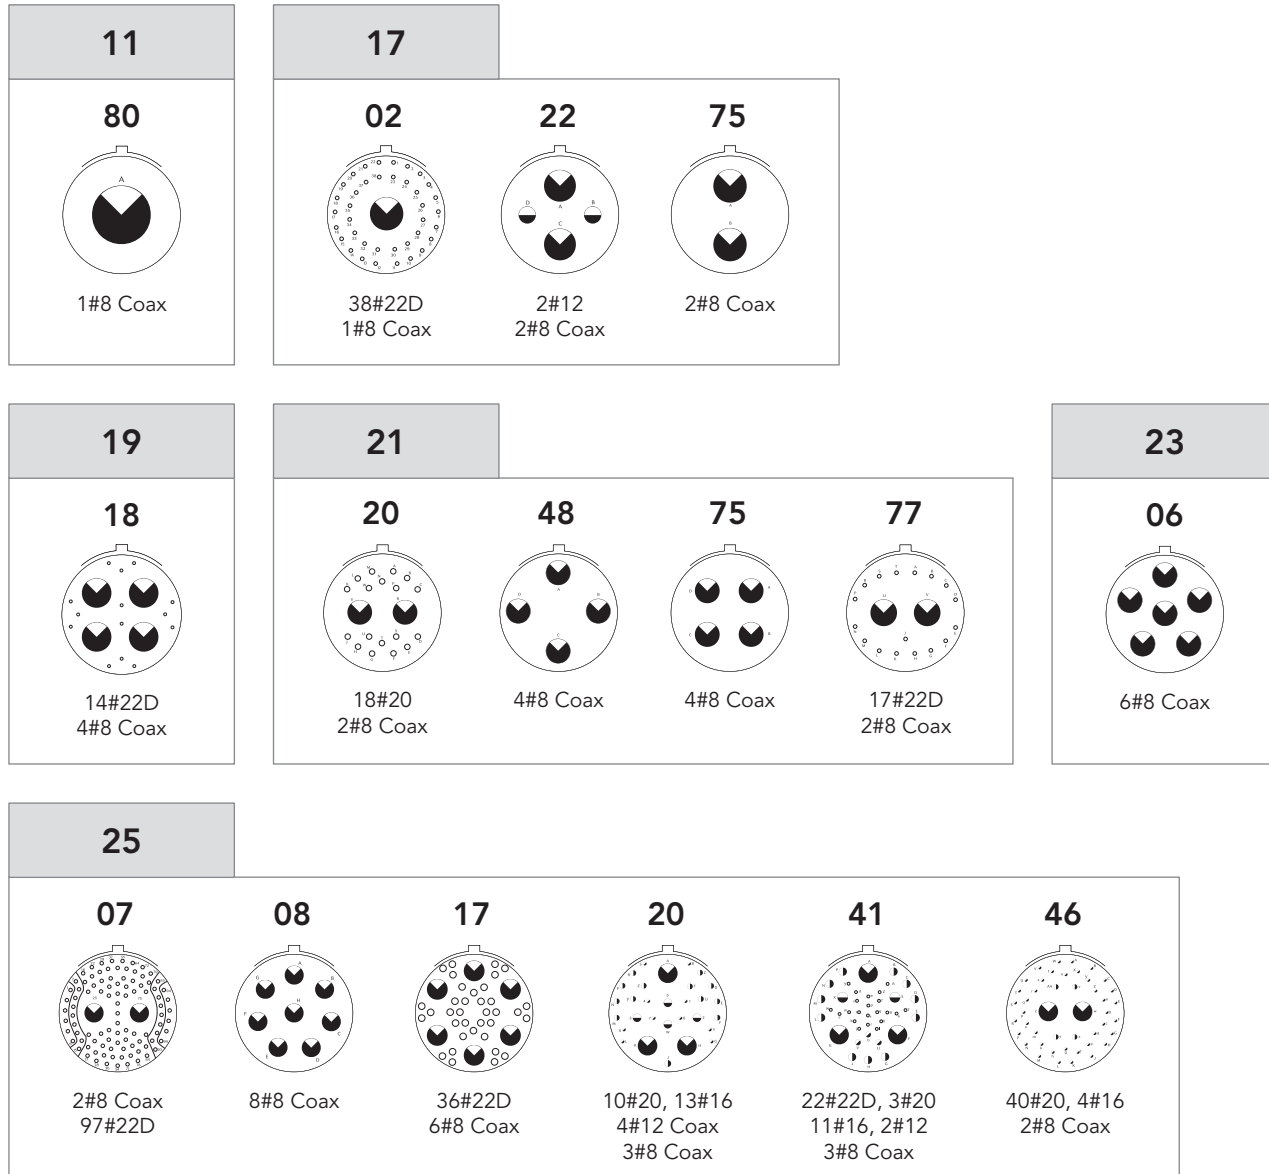 11
17
80
02
22
75
1#8 Coax
38#22D
1#8 Coax
2#12
2#8 Coax
2#8 Coax
19
21
23
18
20
48
75
77
06
14#22D
4#8 Coax
18#20
2#8 Coax
4#8 Coax
4#8 Coax
17#22D
2#8 Coax
6#8 Coax
25
07
08
17
20
41
46
2#8 Coax
97#22D
8#8 Coax
36#22D
6#8 Coax
10#20, 13#16
4#12 Coax
3#8 Coax
22#22D, 3#20
11#16, 2#12
3#8 Coax
40#20, 4#16
2#8 Coax